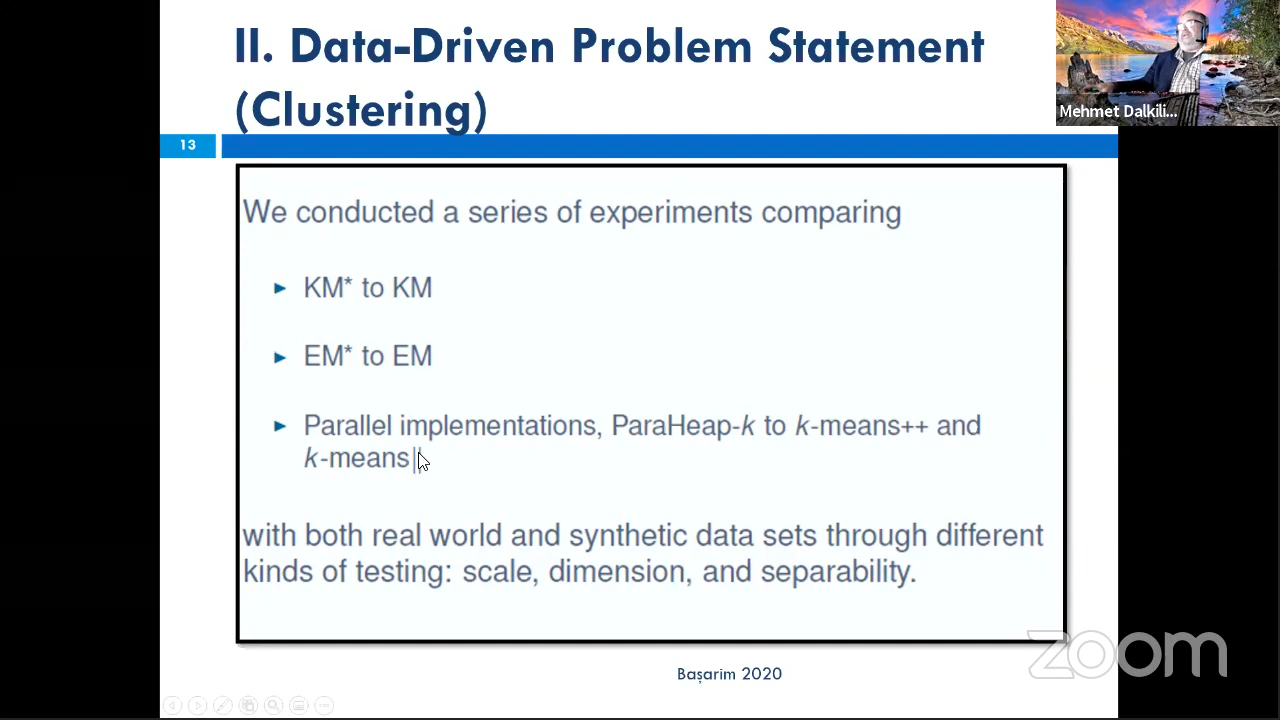 II. Data-Driven Problem Statement
(Clustering)
Mehmet Dalkili...
13
We conducted a series of experiments comparing
KM* to KM
EM* to EM
Parallel implementations, ParaHeap-k to k-means++ and
k-means||
with both real world and synthetic data sets through different
kinds of testing: scale, dimension, and separability.
zoom
Başarim 2020